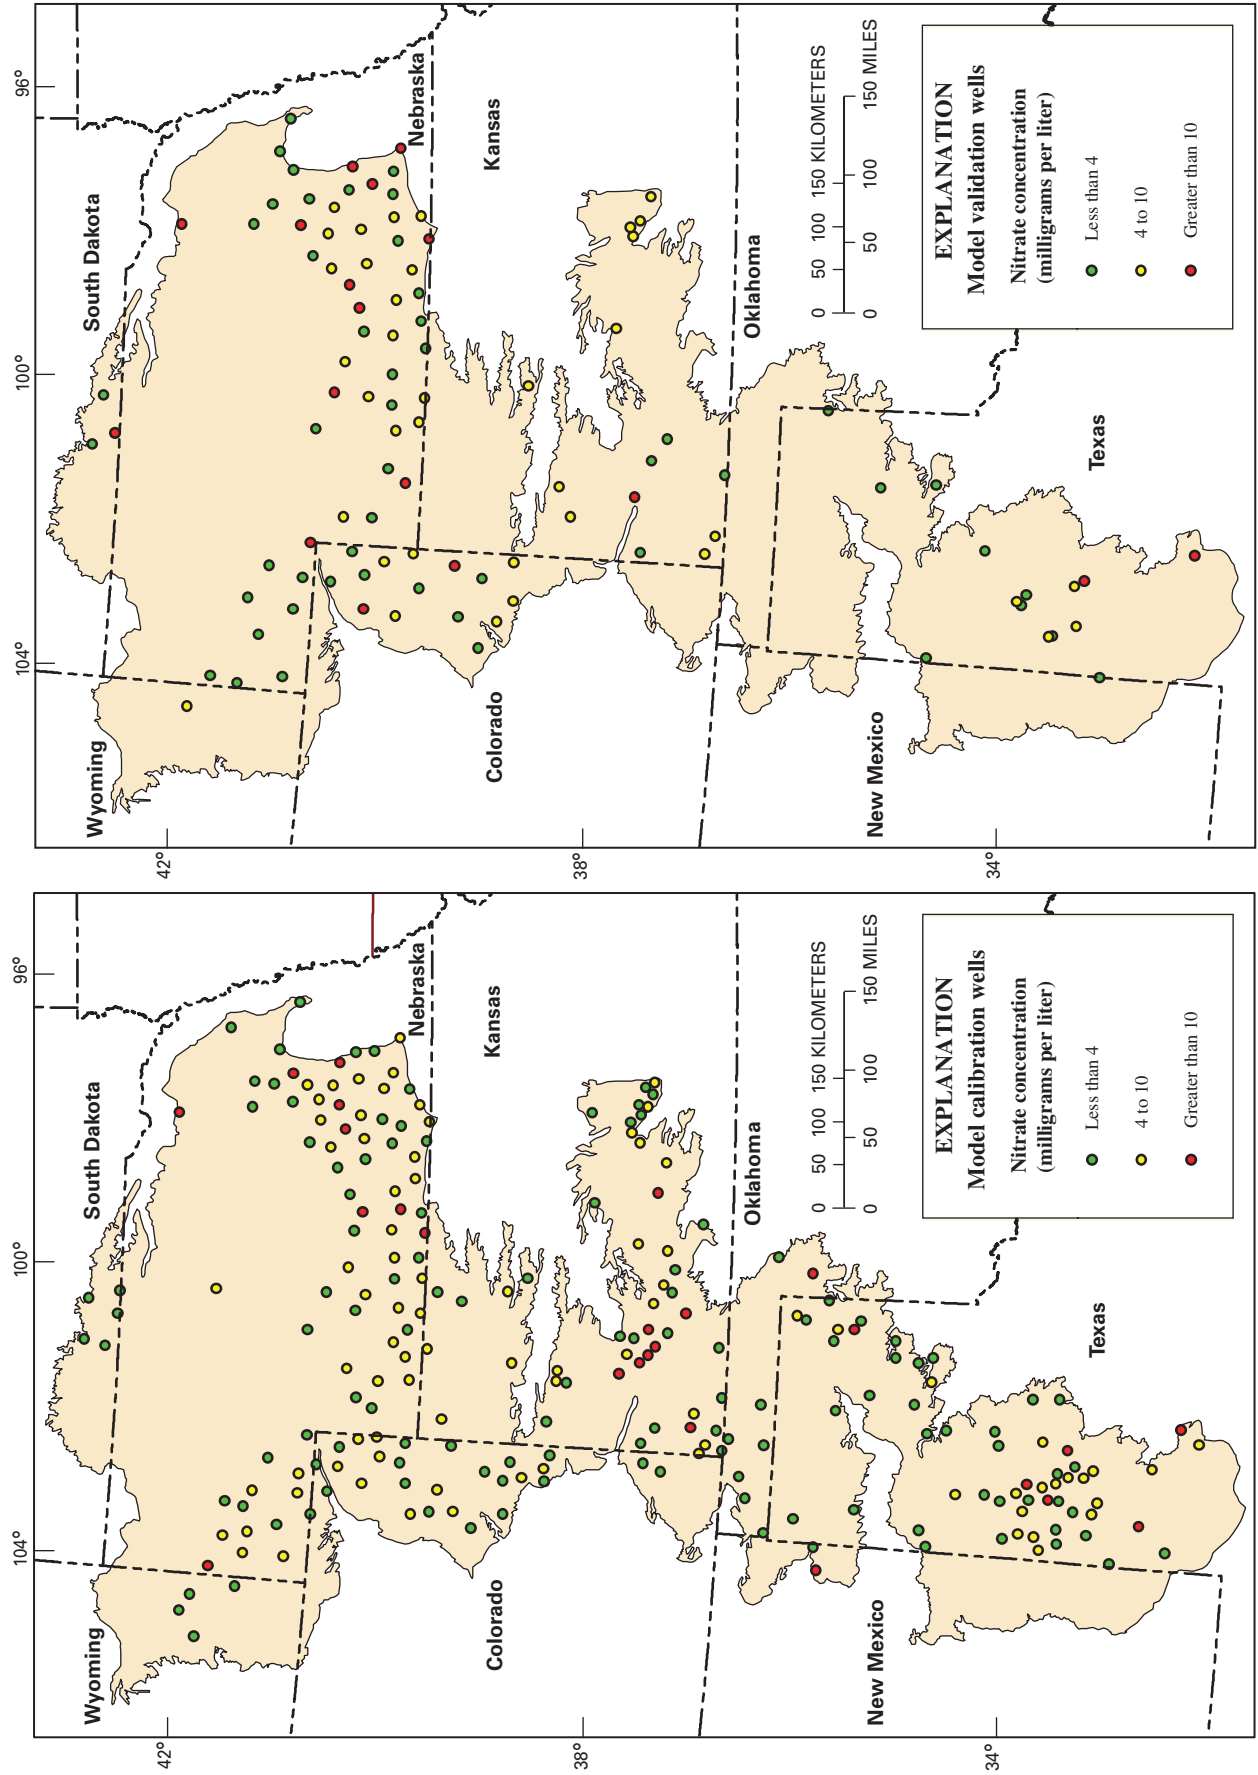 104°
100°
96°
42°
38°
34°
Wyoming
South Dakota
Nebraska
Colorado
Kansas
Oklahoma
New Mexico
Texas
0 50 100 150 KILOMETERS
0 50 100 150 MILES
EXPLANATION
Model calibration wells
Nitrate concentration
(milligrams per liter)
Less than 4
4 to 10
Greater than 10
104°
100°
96°
42°
38°
34°
Wyoming
South Dakota
Nebraska
Colorado
Kansas
Oklahoma
New Mexico
Texas
0 50 100 150 KILOMETERS
0 50 100 150 MILES
EXPLANATION
Model validation wells
Nitrate concentration
(milligrams per liter)
Less than 4
4 to 10
Greater than 10